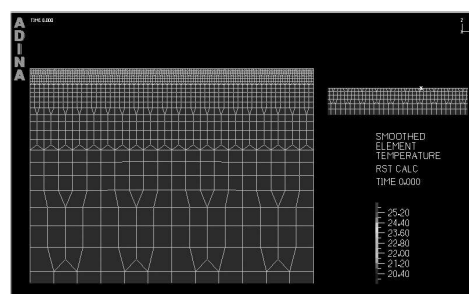 ADINA
TIME 0.000
Z
SMOOTHED
ELEMENT
TEMPERATURE
RST CALC
TIME 0.000
25.20
24.40
23.60
22.80
22.00
21.20
20.40